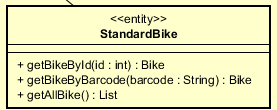 <<entity>>
StandardBike
+ getBikeById(id : int) : Bike
+ getBikeByBarcode(barcode : String) : Bike
+ getAllBike() : List